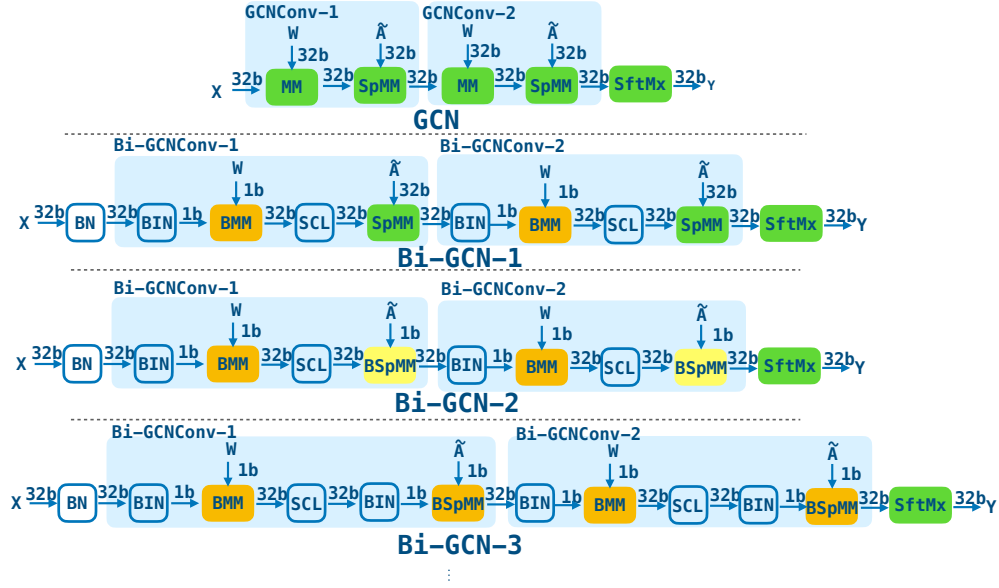 GCNConv-1 GCNConv-2
W Ã W Ã
32b 32b 32b 32b
X 32b MM 32b SpMM 32b MM 32b SpMM 32b SftMx 32b Y
GCN
Bi-GCNConv-1 Bi-GCNConv-2
W Ã W Ã
1b 32b 1b 32b
X 32b BN 32b BIN 1b BMM 32b SCL 32b SpMM 32b BIN 1b BMM 32b SCL 32b SpMM 32b SftMx 32b Y
Bi-GCN-1
Bi-GCNConv-1 Bi-GCNConv-2
W Ã W Ã
1b 1b 1b 1b
X 32b BN 32b BIN 1b BMM 32b SCL 32b BSpMM 32b BIN 1b BMM 32b SCL 32b BSpMM 32b SftMx 32b Y
Bi-GCN-2
Bi-GCNConv-1 Bi-GCNConv-2
W Ã W Ã
1b 1b 1b 1b
X 32b BN 32b BIN 1b BMM 32b SCL 32b BIN 1b BSpMM 32b BIN 1b BMM 32b SCL 32b BIN 1b BSpMM 32b SftMx 32b Y
Bi-GCN-3
⋮